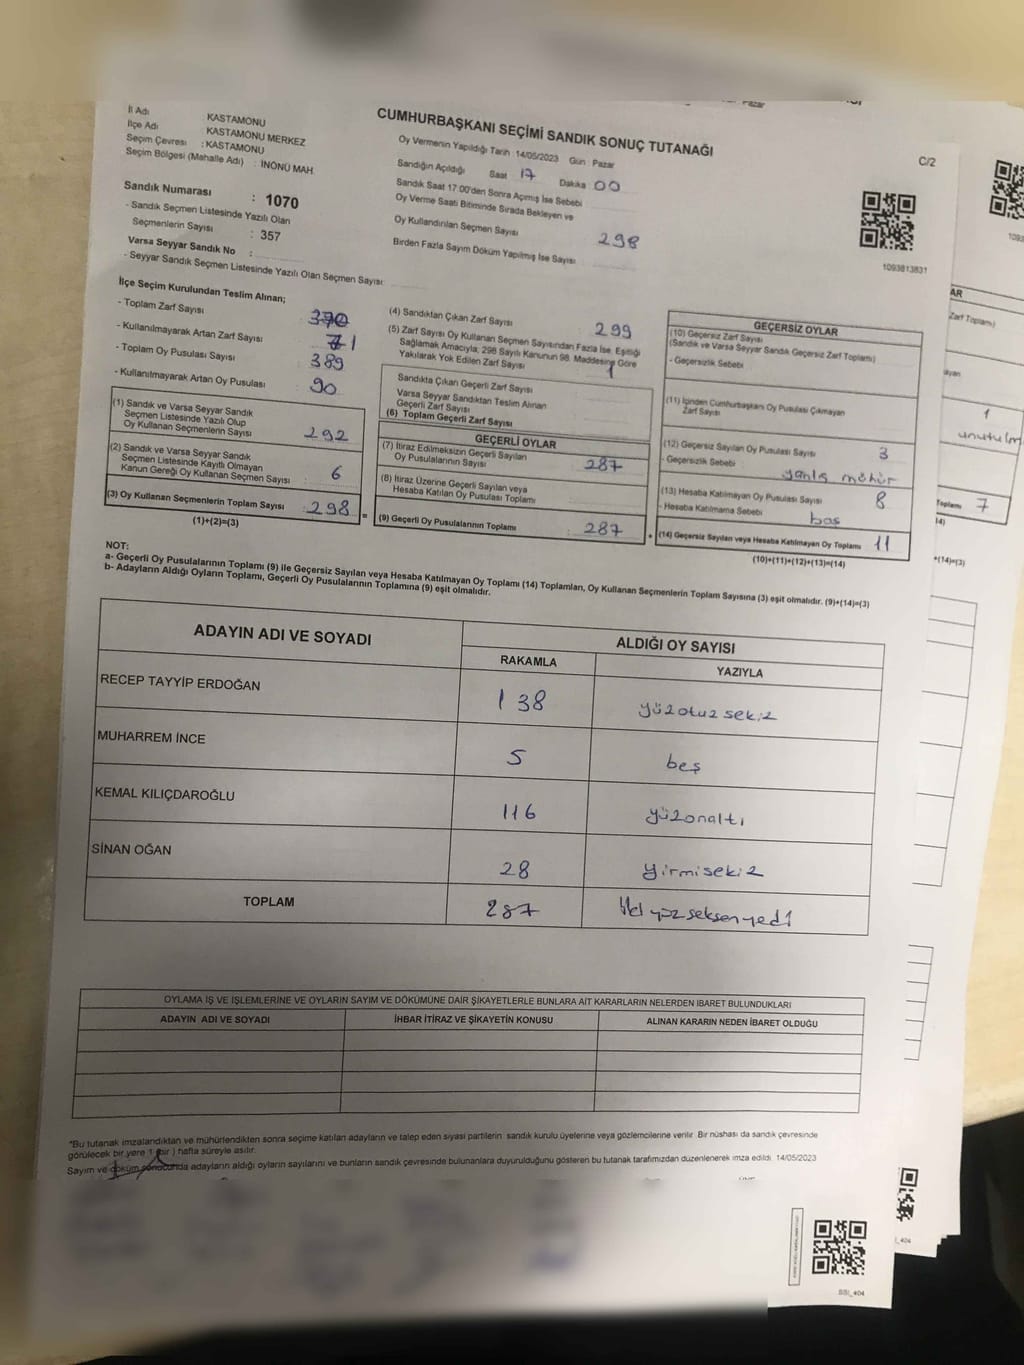 İl Adı : KASTAMONU
İlçe Adı : KASTAMONU MERKEZ
Seçim Çevresi : KASTAMONU
Seçim Bölgesi (Mahalle Adı) : İNÖNÜ MAH.
CUMHURBAŞKANI SEÇİMİ SANDIK SONUÇ TUTANAĞI
C/2
Oy Vermenin Yapıldığı Tarih :14/05/2023 Gün : Pazar
Sandığın Açıldığı Saat 17 Dakika 00
Sandık Saat 17:00'den Sonra Açılmış İse Sebebi
Oy Verme Saati Bitiminde Sırada Bekleyen ve
Oy Kullandırılan Seçmen Sayısı 298
Birden Fazla Sayım Döküm Yapılmış İse Sayısı
1093813831
Sandık Numarası : 1070
- Sandık Seçmen Listesinde Yazılı Olan
Seçmenlerin Sayısı : 357
Varsa Seyyar Sandık No :
- Seyyar Sandık Seçmen Listesinde Yazılı Olan Seçmen Sayısı
İlçe Seçim Kurulundan Teslim Alınan;
- Toplam Zarf Sayısı
- Kullanılmayarak Artan Zarf Sayısı 71
- Toplam Oy Pusulası Sayısı 389
- Kullanılmayarak Artan Oy Pusulası 90
(1) Sandık ve Varsa Seyyar Sandık
Seçmen Listesinde Yazılı Olup
Oy Kullanan Seçmenlerin Sayısı 292
(2) Sandık ve Varsa Seyyar Sandık
Seçmen Listesinde Kayıtlı Olmayan
Kanun Gereği Oy Kullanan Seçmen Sayısı 6
(3) Oy Kullanan Seçmenlerin Toplam Sayısı : 298
(1)+(2)=(3)
=
(4) Sandıktan Çıkan Zarf Sayısı : 299
(5) Zarf Sayısı Oy Kullanan Seçmen Sayısından Fazla İse, Eşitliği
Sağlamak Amacıyla, 298 Sayılı Kanunun 98. Maddesine Göre
Yakılarak Yok Edilen Zarf Sayısı 1
Sandıkta Çıkan Geçerli Zarf Sayısı
Varsa Seyyar Sandıktan Teslim Alınan
Geçerli Zarf Sayısı
(6) Toplam Geçerli Zarf Sayısı
GEÇERLİ OYLAR
(7) İtiraz Edilmeksizin Geçerli Sayılan
Oy Pusulalarının Sayısı 287
(8) İtiraz Üzerine Geçerli Sayılan veya
Hesaba Katılan Oy Pusulası Toplamı
(9) Geçerli Oy Pusulalarının Toplamı : 287
+
GEÇERSİZ OYLAR
(10) Geçersiz Zarf Sayısı
(Sandık ve Varsa Seyyar Sandık Geçersiz Zarf Toplamı)
- Geçersizlik Sebebi
(11) İçinden Cumhurbaşkanı Oy Pusulası Çıkmayan
Zarf Sayısı
(12) Geçersiz Sayılan Oy Pusulası Sayısı 3
- Geçersizlik Sebebi yanlış mühür
(13) Hesaba Katılmayan Oy Pusulası Sayısı 8
- Hesaba Katılmama Sebebi boş
(14) Geçersiz Sayılan veya Hesaba Katılmayan Oy Toplamı 11
(10)+(11)+(12)+(13)=(14)
NOT:
a- Geçerli Oy Pusulalarının Toplamı (9) ile Geçersiz Sayılan veya Hesaba Katılmayan Oy Toplamı (14) Toplamları, Oy Kullanan Seçmenlerin Toplam Sayısına (3) eşit olmalıdır. (9)+(14)=(3)
b- Adayların Aldığı Oyların Toplamı, Geçerli Oy Pusulalarının Toplamına (9) eşit olmalıdır.
ADAYIN ADI VE SOYADI
ALDIĞI OY SAYISI
RAKAMLA YAZIYLA
RECEP TAYYİP ERDOĞAN 138 yüzotuzsekiz
MUHARREM İNCE 5 beş
KEMAL KILIÇDAROĞLU 116 yüzonaltı
SİNAN OĞAN 28 yirmisekiz
TOPLAM 287 ikiyüzseksenyedi
OYLAMA İŞ VE İŞLEMLERİNE VE OYLARIN SAYIM VE DÖKÜMÜNE DAİR ŞİKAYETLERLE BUNLARA AİT KARARLARIN NELERDEN İBARET BULUNDUKLARI
ADAYIN ADI VE SOYADI İHBAR İTİRAZ VE ŞİKAYETİN KONUSU ALINAN KARARIN NEDEN İBARET OLDUĞU
*Bu tutanak imzalandıktan ve mühürlendikten sonra seçime katılan adayların ve talep eden siyasi partilerin sandık kurulu üyelerine veya gözlemcilerine verilir. Bir nüshası da sandık çevresinde
görülecek bir yere 1 (bir) hafta süreyle asılır.
Sayım ve döküm sonucunda adayların aldığı oyların sayılarını ve bunların sandık çevresinde bulunanlara duyurulduğunu gösteren bu tutanak tarafımızdan düzenlenerek imza edildi. 14/05/2023
SSI_404